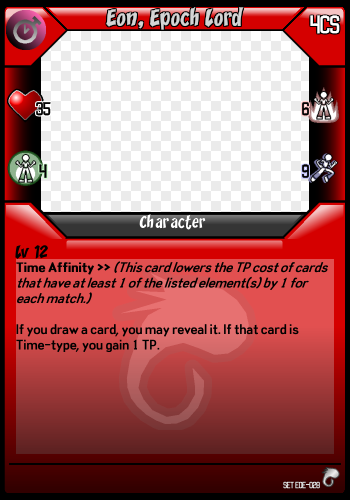 Eon, Epoch Lord
4CS
35
6
4
9
Character
Lv 12
Time Affinity >> (This card lowers the TP cost of cards
that have at least 1 of the listed element(s) by 1 for
each match.)
If you draw a card, you may reveal it. If that card is
Time-type, you gain 1 TP.
SET EOE-028